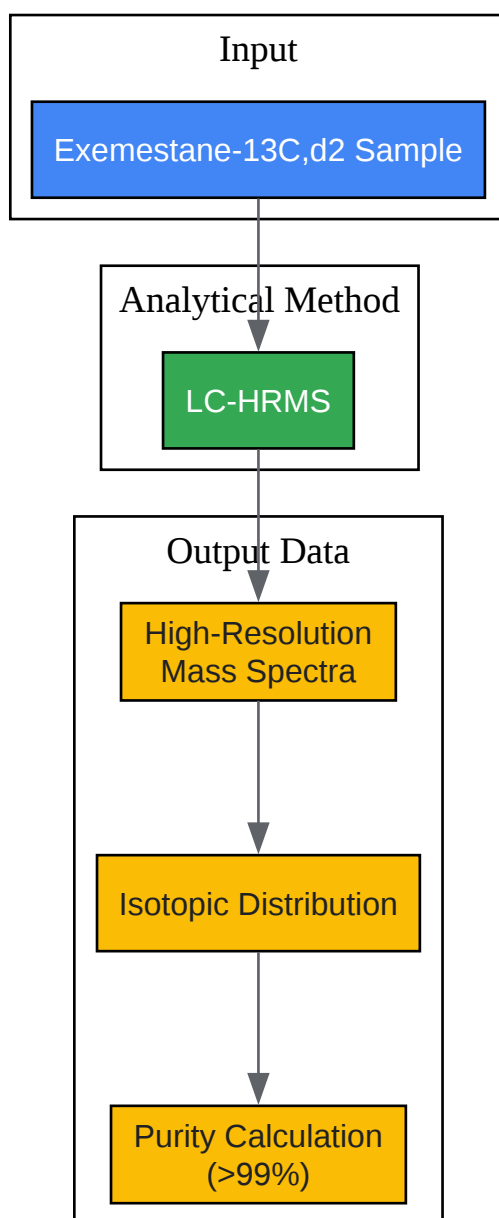 Input
Exemestane-13C,d2 Sample
Analytical Method
LC-HRMS
Output Data
High-Resolution
Mass Spectra
Isotopic Distribution
Purity Calculation
(>99%)